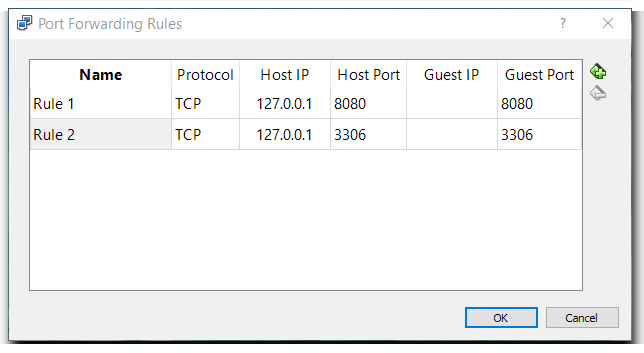 Port Forwarding Rules
Name Protocol Host IP Host Port Guest IP Guest Port
Rule 1 TCP 127.0.0.1 8080 8080
Rule 2 TCP 127.0.0.1 3306 3306
OK Cancel